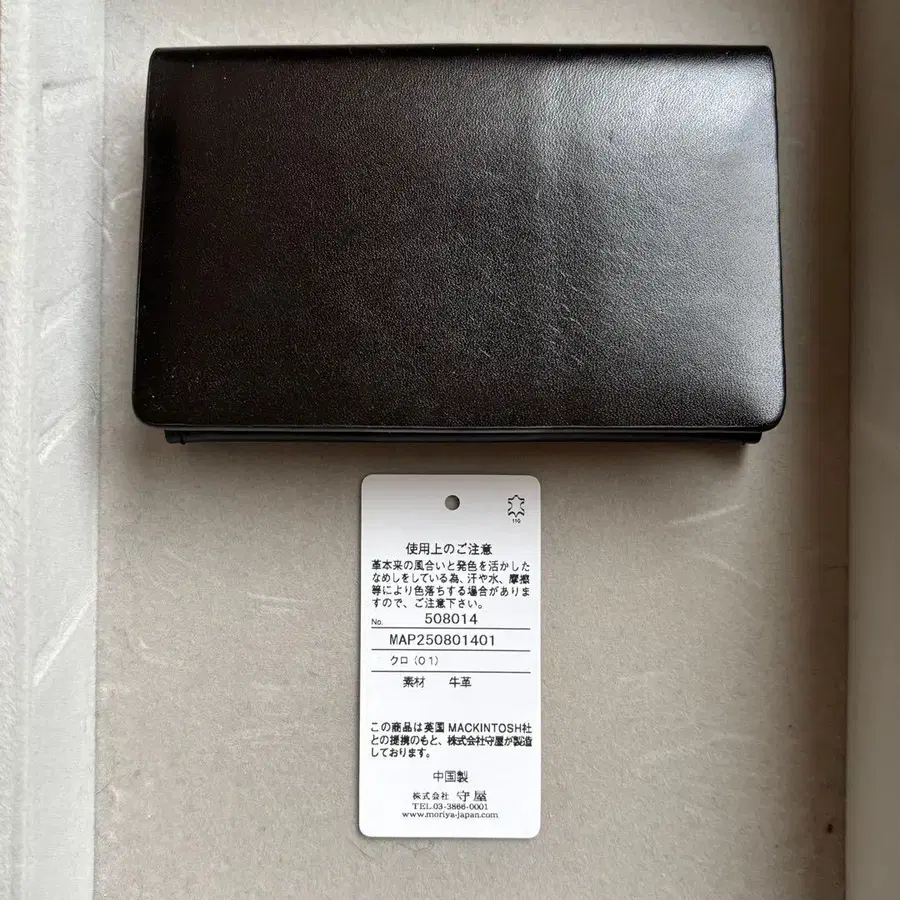 110
使用上のご注意
革本来の風合いと発色を活かした
なめしをしている為、汗や水、摩擦
等により色落ちする場合がありま
すので、ご注意下さい。
No. 508014
MAP250801401
クロ(01)
素材 牛革
この商品は英国 MACKINTOSH社
との提携のもと、株式会社守屋が製造
しております。
中国製
株式会社 守屋
TEL 03-3866-0001
www.moriya-japan.com